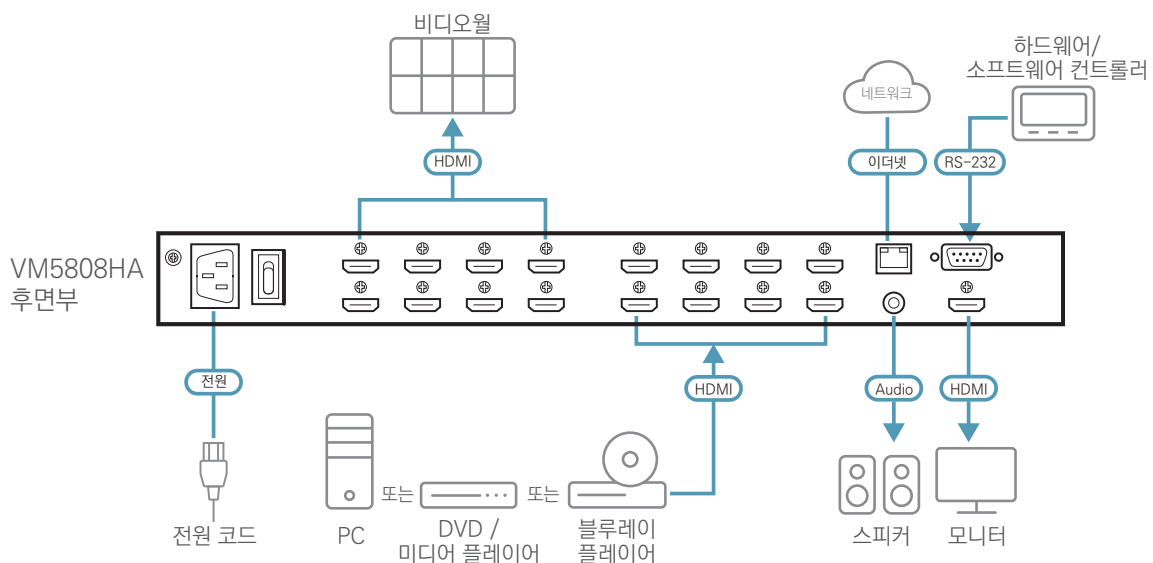 비디오월
하드웨어/
소프트웨어 컨트롤러
네트워크
HDMI
이더넷
RS-232
VM5808HA
후면부
전원
HDMI
Audio
HDMI
또는
또는
전원 코드
PC
DVD /
미디어 플레이어
블루레이
플레이어
스피커
모니터